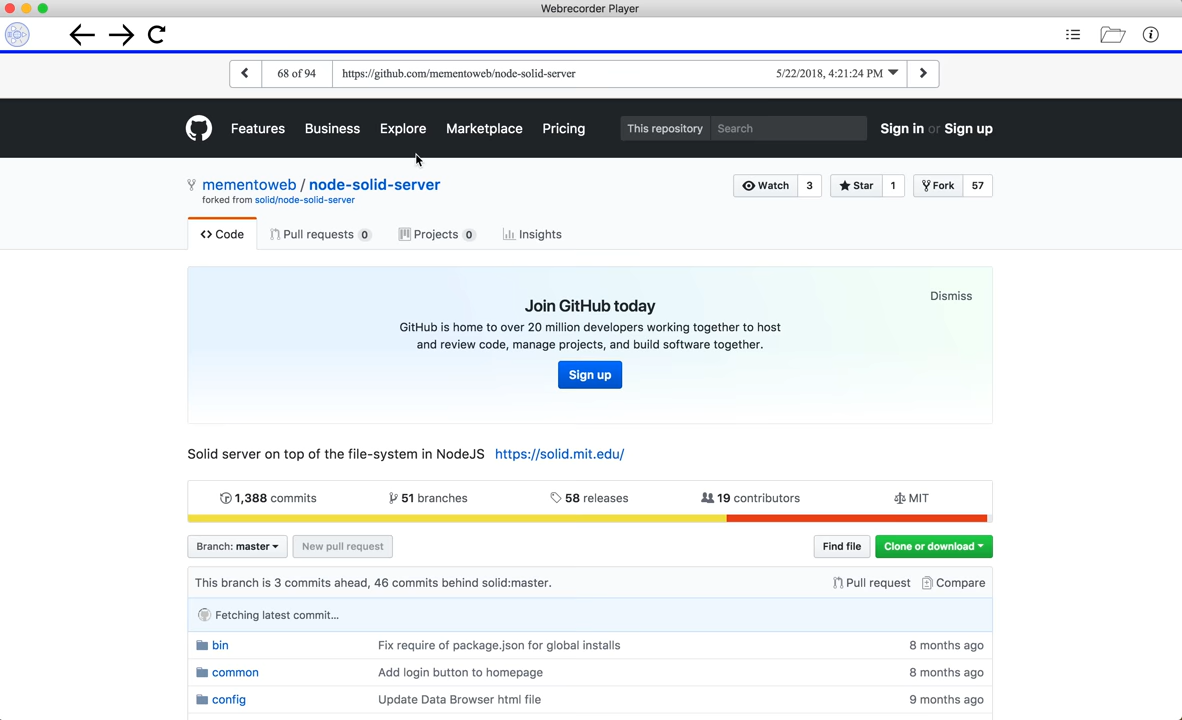 Webrecorder Player
68 of 94 https://github.com/mementoweb/node-solid-server 5/22/2018, 4:21:24 PM
Features Business Explore Marketplace Pricing This repository Search Sign in or Sign up
mementoweb / node-solid-server Watch 3 Star 1 Fork 57
forked from solid/node-solid-server
<> Code Pull requests 0 Projects 0 Insights
Dismiss
Join GitHub today
GitHub is home to over 20 million developers working together to host
and review code, manage projects, and build software together.
Sign up
Solid server on top of the file-system in NodeJS https://solid.mit.edu/
1,388 commits 51 branches 58 releases 19 contributors MIT
Branch: master New pull request Find file Clone or download
This branch is 3 commits ahead, 46 commits behind solid:master. Pull request Compare
Fetching latest commit...
bin Fix require of package.json for global installs 8 months ago
common Add login button to homepage 8 months ago
config Update Data Browser html file 9 months ago